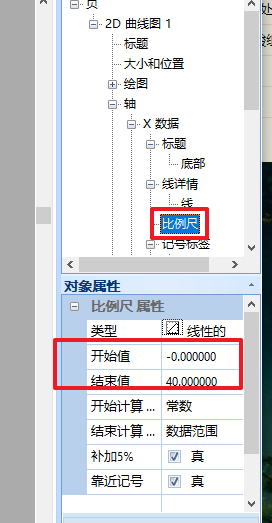 页
2D 曲线图 1
标题
大小和位置
绘图
轴
X 数据
标题
底部
线详情
线
比例尺
记号标签
对象属性
比例尺 属性
类型 线性的
开始值 -0.000000
结束值 40.000000
开始计算 ... 常数
结束计算 ... 数据范围
补加5% 真
靠近记号 真
处